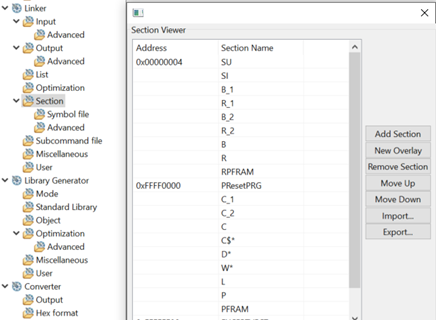 Linker
Input
Advanced
Output
Advanced
List
Optimization
Section
Symbol file
Advanced
Subcommand file
Miscellaneous
User
Library Generator
Mode
Standard Library
Object
Optimization
Advanced
Miscellaneous
User
Converter
Output
Hex format
Section Viewer
Address Section Name
0x00000004 SU
SI
B_1
R_1
B_2
R_2
B
R
RPFRAM
0xFFFF0000 PResetPRG
C_1
C_2
C
C$*
D*
W*
L
P
PFRAM
Add Section
New Overlay
Remove Section
Move Up
Move Down
Import...
Export...